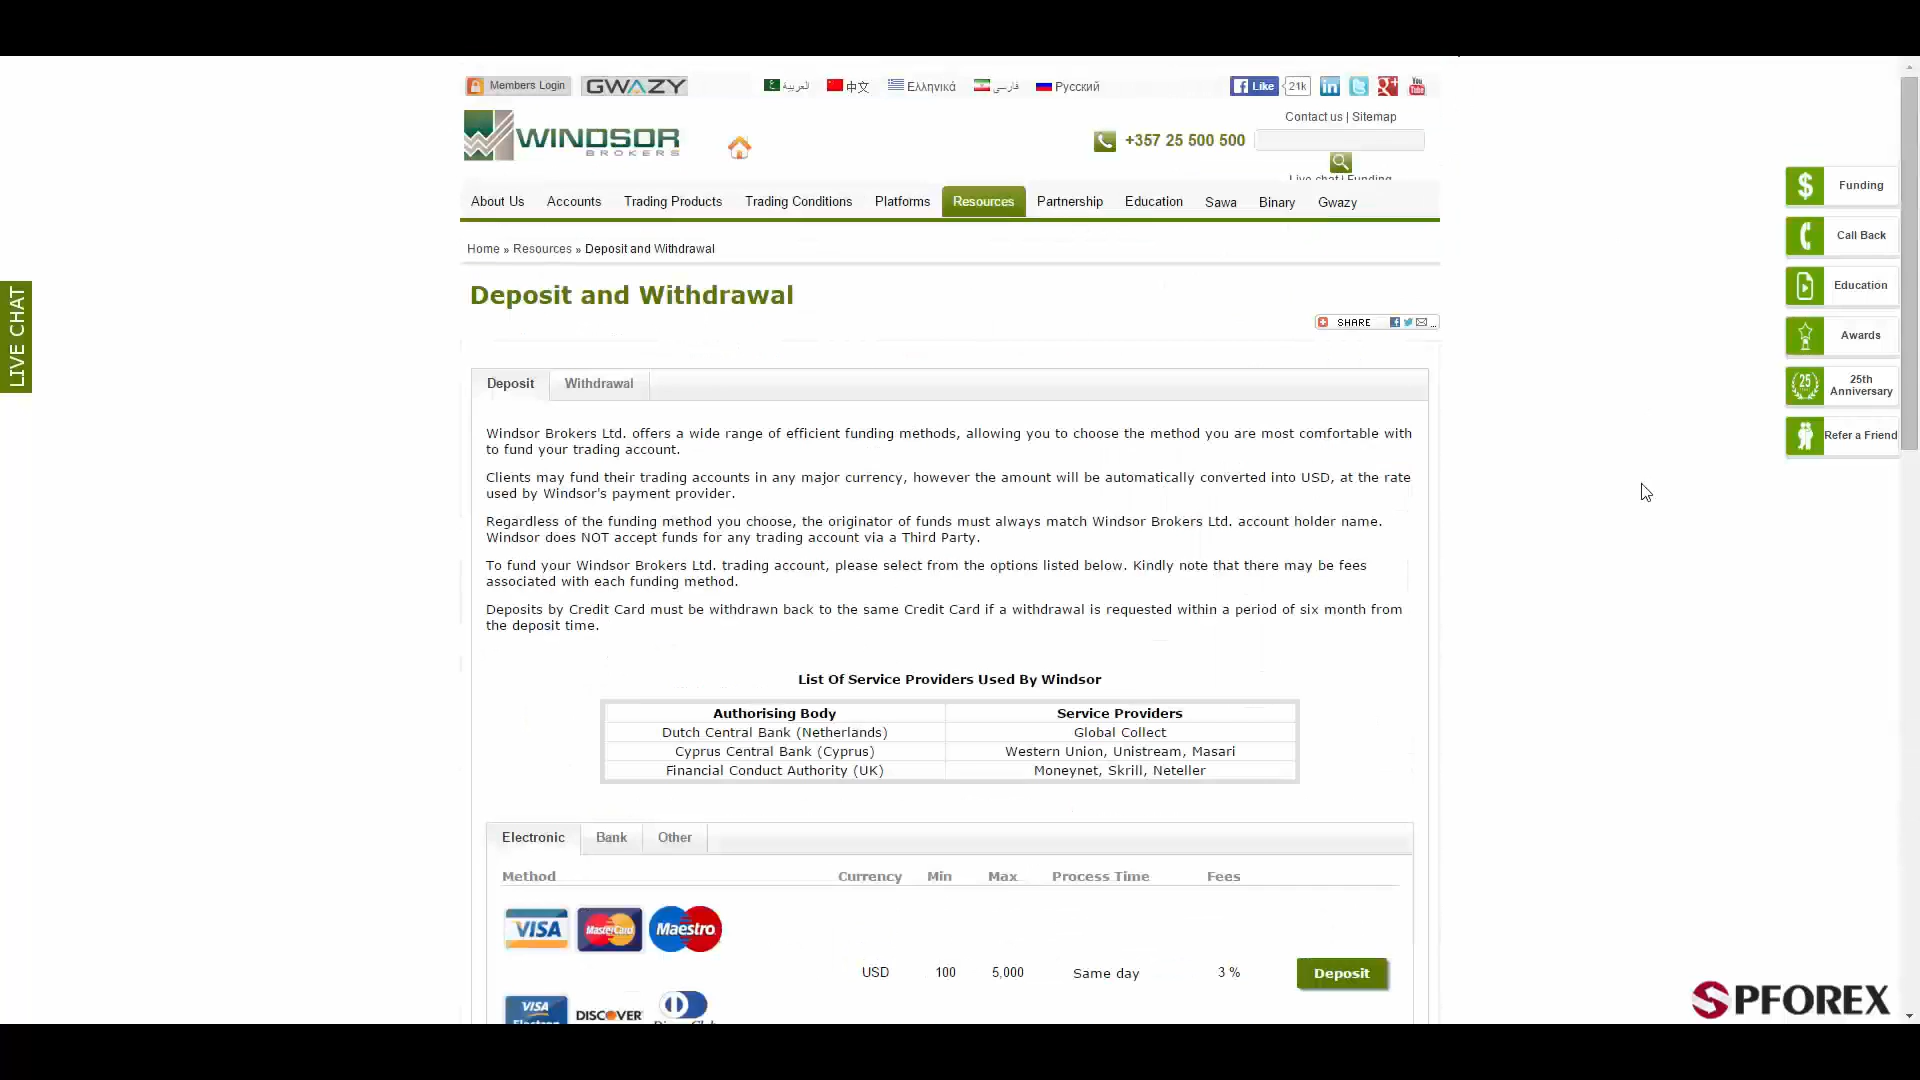 Members Login
GWAZY
العربية
中文
Ελληνικά
فارسی
Русский
Like
21k
in
You
Tube
Contact us | Sitemap
WINDSOR
BROKERS
+357 25 500 500
Live chat | Funding
About Us
Accounts
Trading Products
Trading Conditions
Platforms
Resources
Partnership
Education
Sawa
Binary
Gwazy
Home » Resources » Deposit and Withdrawal
Deposit and Withdrawal
SHARE
...
LIVE CHAT
Funding
Call Back
Education
Awards
25
25th
Anniversary
Refer a Friend
Deposit
Withdrawal
Windsor Brokers Ltd. offers a wide range of efficient funding methods, allowing you to choose the method you are most comfortable with
to fund your trading account.
Clients may fund their trading accounts in any major currency, however the amount will be automatically converted into USD, at the rate
used by Windsor's payment provider.
Regardless of the funding method you choose, the originator of funds must always match Windsor Brokers Ltd. account holder name.
Windsor does NOT accept funds for any trading account via a Third Party.
To fund your Windsor Brokers Ltd. trading account, please select from the options listed below. Kindly note that there may be fees
associated with each funding method.
Deposits by Credit Card must be withdrawn back to the same Credit Card if a withdrawal is requested within a period of six month from
the deposit time.
List Of Service Providers Used By Windsor
Authorising Body
Service Providers
Dutch Central Bank (Netherlands)
Global Collect
Cyprus Central Bank (Cyprus)
Western Union, Unistream, Masari
Financial Conduct Authority (UK)
Moneynet, Skrill, Neteller
Electronic
Bank
Other
Method
Currency
Min
Max
Process Time
Fees
VISA
MasterCard
Maestro
USD
100
5,000
Same day
3 %
Deposit
VISA
Electron
DISCOVER
Diners Club
SPFOREX